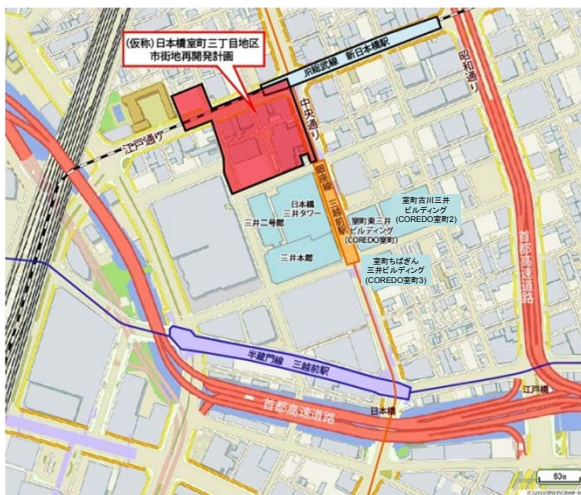 (仮称)日本橋室町三丁目地区
市街地再開発計画
JR総武線 新日本橋駅
昭和通り
中央通り
江戸通り
銀座線 三越前駅
日本橋
三井タワー
三井二号館
三井本館
室町東三井
ビルディング
(COREDO室町)
室町古川三井
ビルディング
(COREDO室町2)
室町ちばぎん
三井ビルディング
(COREDO室町3)
首都高速道路
半蔵門線 三越前駅
首都高速道路
日本橋
江戸橋